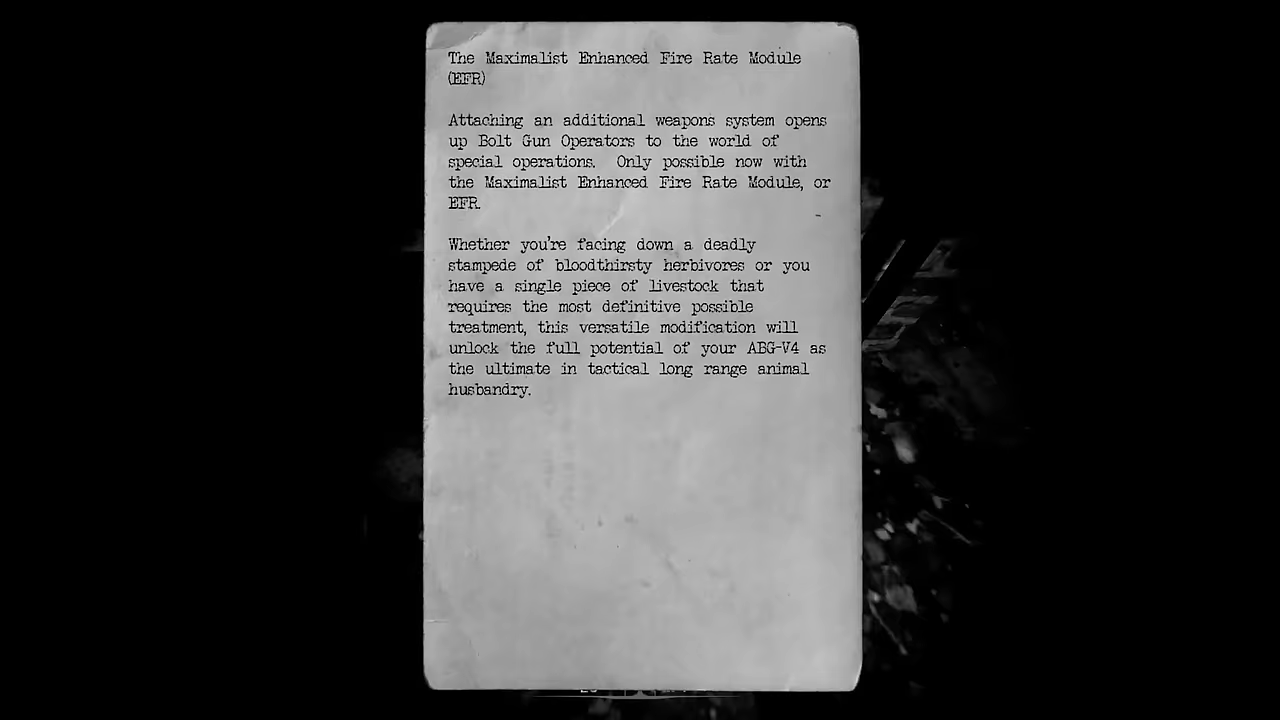 The Maximalist Enhanced Fire Rate Module
(EFR)
Attaching an additional weapons system opens
up Bolt Gun Operators to the world of
special operations.  Only possible now with
the Maximalist Enhanced Fire Rate Module, or
EFR.
Whether you're facing down a deadly
stampede of bloodthirsty herbivores or you
have a single piece of livestock that
requires the most definitive possible
treatment, this versatile modification will
unlock the full potential of your ABG-V4 as
the ultimate in tactical long range animal
husbandry.